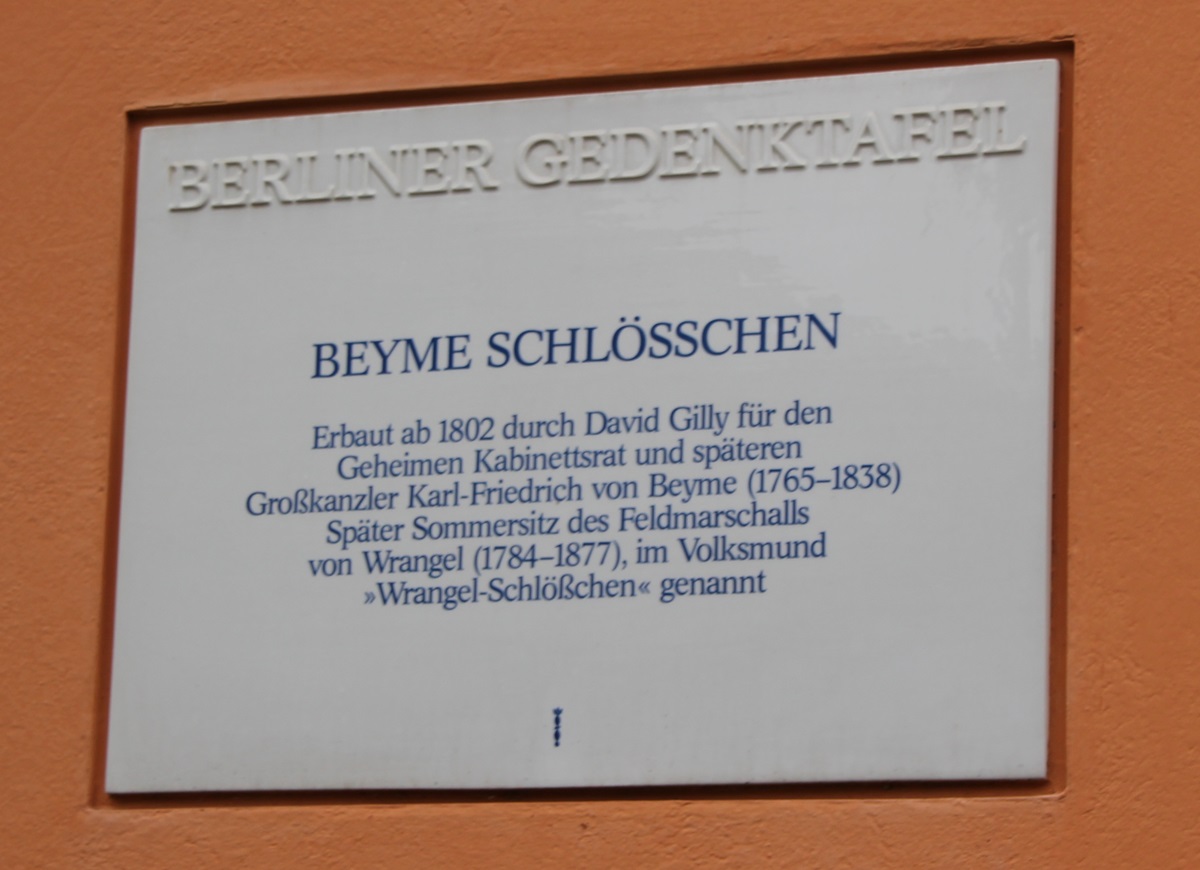 BERLINER GEDENKTAFEL
BEYME SCHLÖSSCHEN
Erbaut ab 1802 durch David Gilly für den
Geheimen Kabinettsrat und späteren
Großkanzler Karl-Friedrich von Beyme (1765–1838)
Später Sommersitz des Feldmarschalls
von Wrangel (1784–1877), im Volksmund
»Wrangel-Schlößchen« genannt